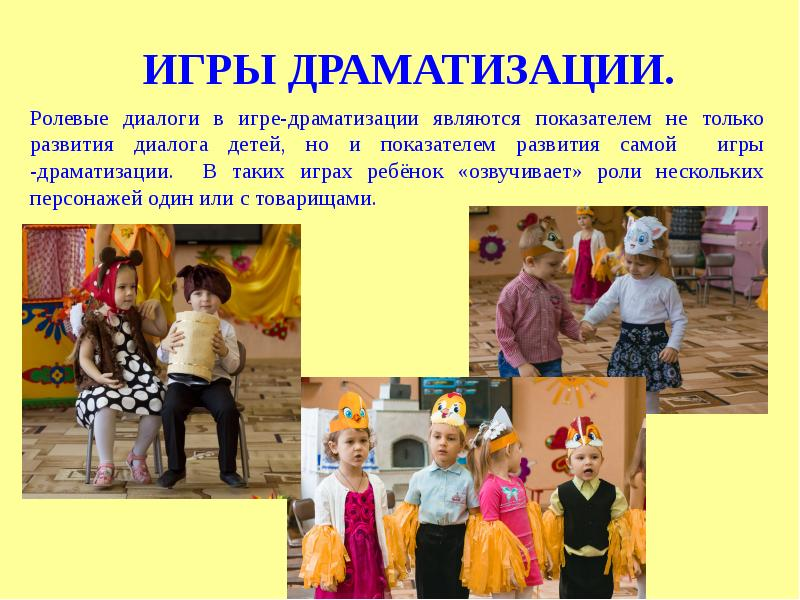 ИГРЫ ДРАМАТИЗАЦИИ.
Ролевые диалоги в игре-драматизации являются показателем не только
развития диалога детей, но и показателем развития самой игры
-драматизации. В таких играх ребёнок «озвучивает» роли нескольких
персонажей один или с товарищами.